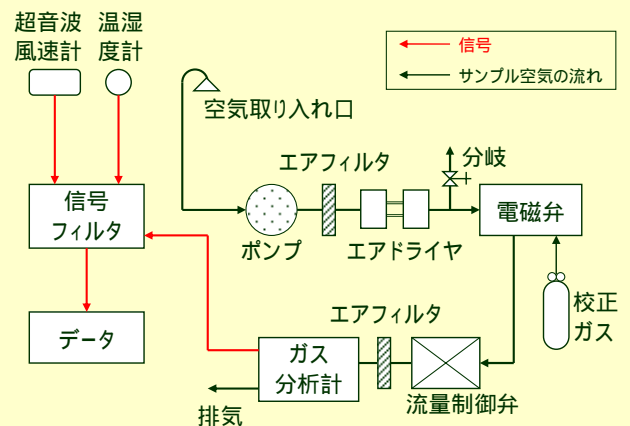 超音波
風速計
温湿
度計
信号
サンプル空気の流れ
空気取り入れ口
エアフィルタ
分岐
信号
フィルタ
ポンプ
エアドライヤ
電磁弁
校正
ガス
データ
エアフィルタ
ガス
分析計
流量制御弁
排気